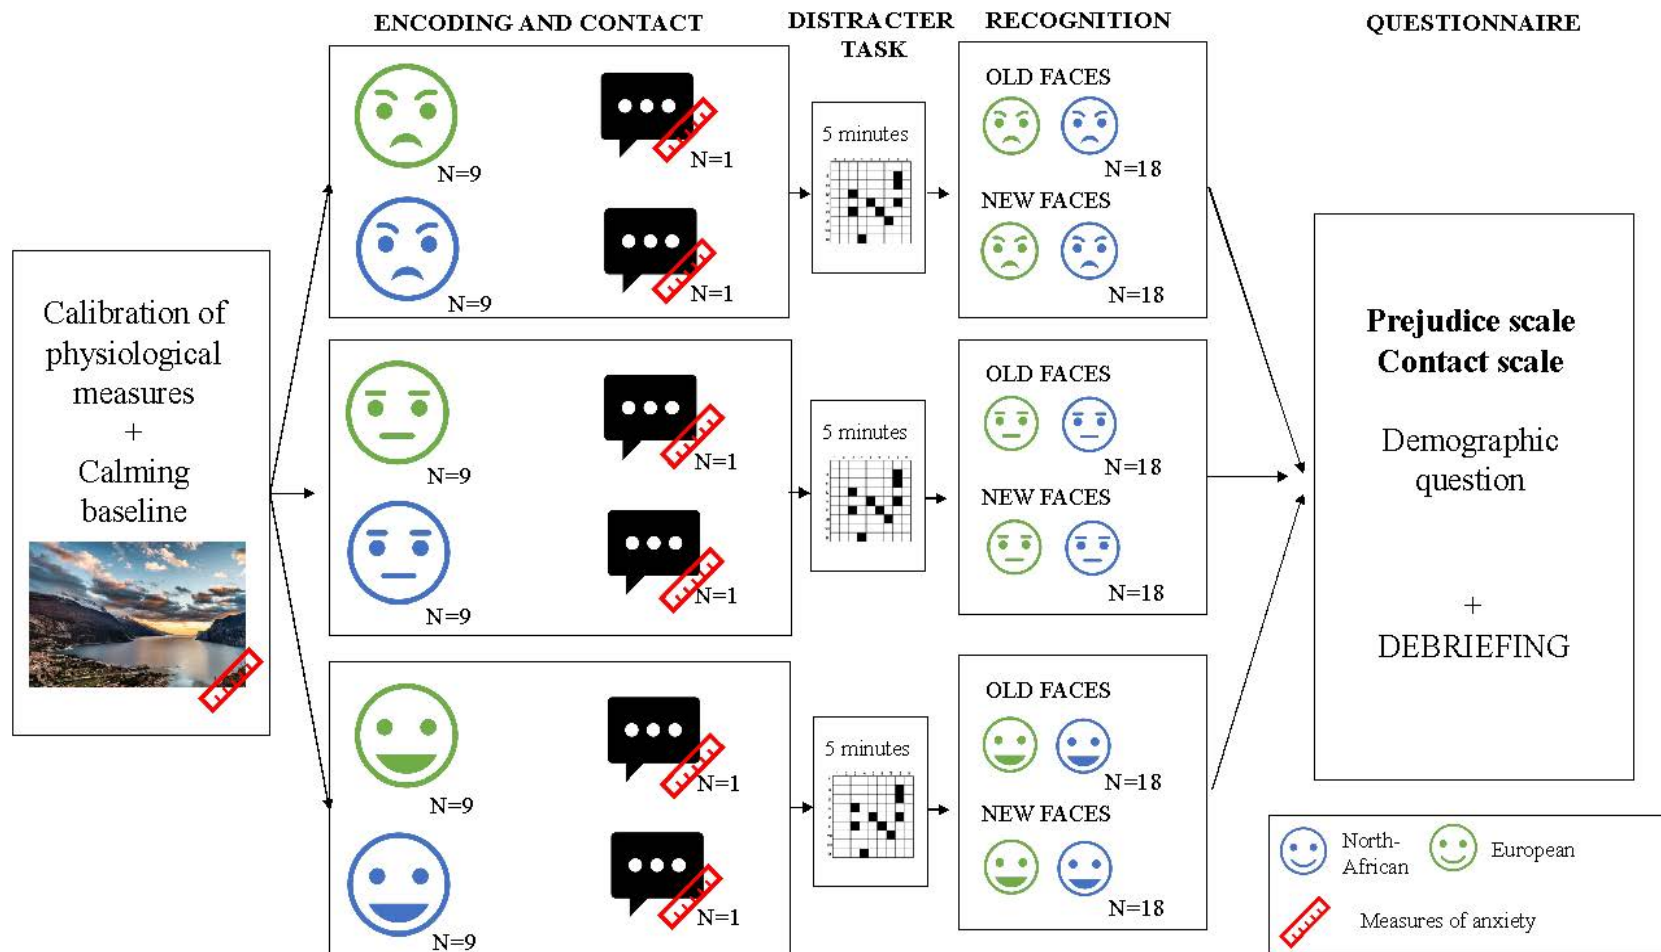 ENCODING AND CONTACT
DISTRACTER
TASK
RECOGNITION
QUESTIONNAIRE
Calibration of
physiological
measures
+
Calming
baseline
N=9
N=1
N=9
N=1
5 minutes
OLD FACES
N=18
NEW FACES
N=18
N=9
N=1
N=9
N=1
5 minutes
OLD FACES
N=18
NEW FACES
N=18
N=9
N=1
N=9
N=1
5 minutes
OLD FACES
N=18
NEW FACES
N=18
Prejudice scale
Contact scale
Demographic
question
+
DEBRIEFING
North-
African
European
Measures of anxiety